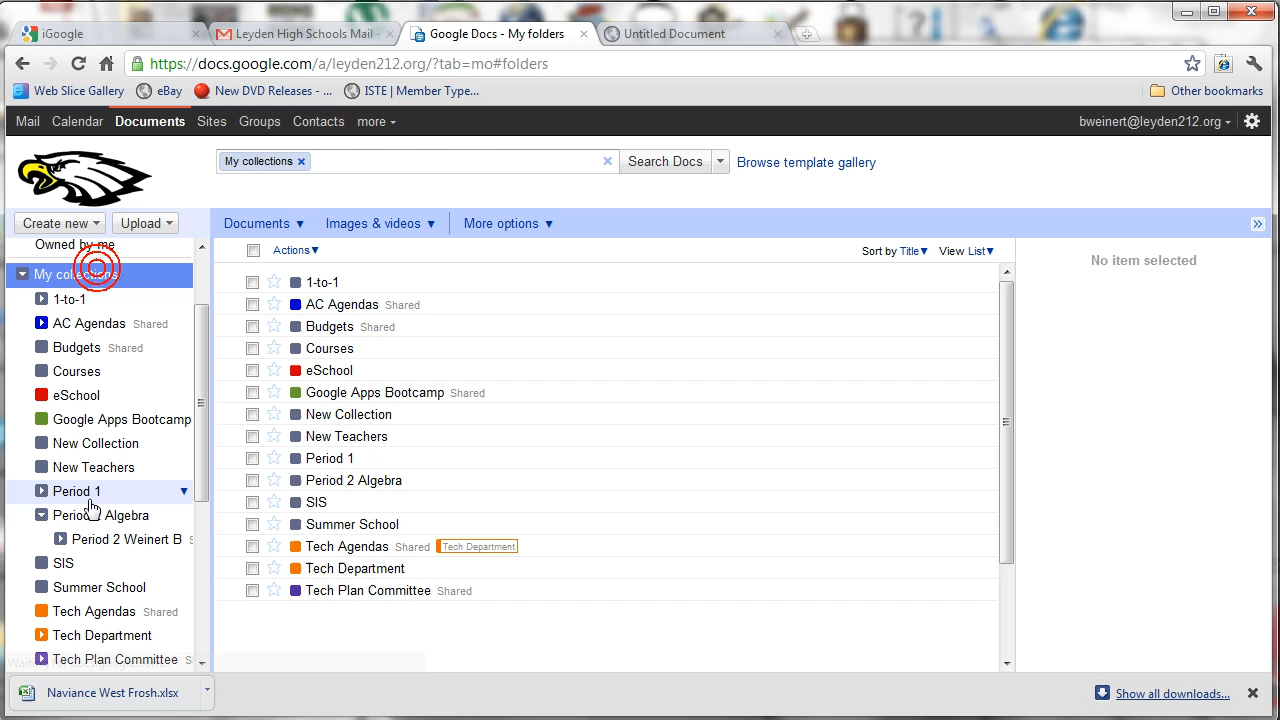 iGoogle
Leyden High Schools Mail -
Google Docs - My folders
Untitled Document
https://docs.google.com/a/leyden212.org/?tab=mo#folders
Web Slice Gallery
eBay
New DVD Releases - ...
ISTE | Member Type...
Other bookmarks
Mail Calendar Documents Sites Groups Contacts more
bweinert@leyden212.org
My collections
Search Docs
Browse template gallery
Create new
Upload
Documents
Images & videos
More options
Owned by me
My collections
1-to-1
AC Agendas Shared
Budgets Shared
Courses
eSchool
Google Apps Bootcamp
New Collection
New Teachers
Period 1
Algebra
Period 2 Weinert B
SIS
Summer School
Tech Agendas Shared
Tech Department
Tech Plan Committee S
Actions
Sort by Title
View List
1-to-1
AC Agendas Shared
Budgets Shared
Courses
eSchool
Google Apps Bootcamp Shared
New Collection
New Teachers
Period 1
Period 2 Algebra
SIS
Summer School
Tech Agendas Shared Tech Department
Tech Department
Tech Plan Committee Shared
No item selected
Naviance West Frosh.xlsx
Show all downloads...